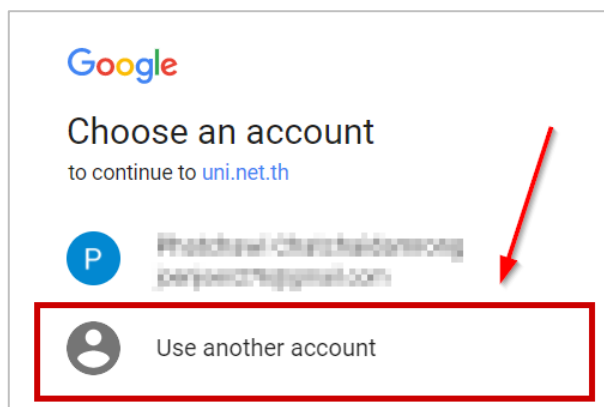 Google
Choose an account
to continue to uni.net.th
P
Use another account